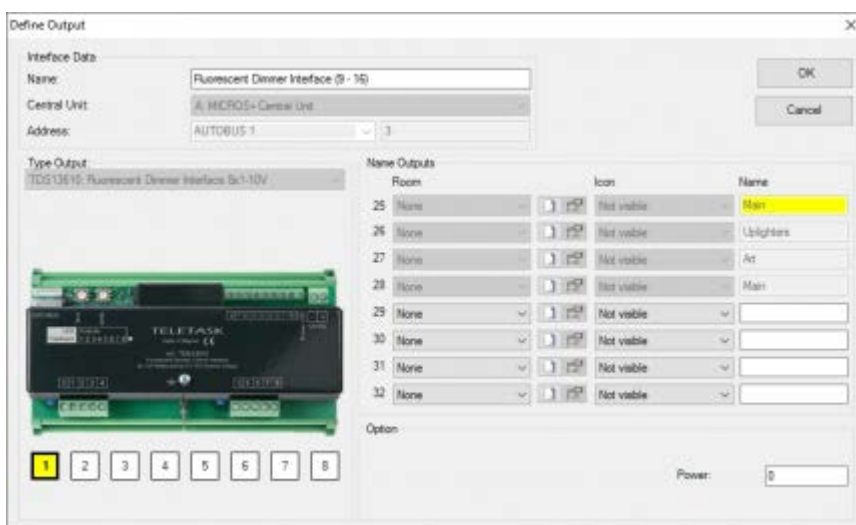 Define Output
Interface Data
Name: Fluorescent Dimmer Interface (9 - 16)
OK
Central Unit: A: MICROS+ Central Unit
Cancel
Address: AUTOBUS 1 3
Type Output:
TDS13610: Fluorescent Dimmer Interface 8x1-10V
Name Outputs
Room Icon Name
25 None Not visible Main
26 None Not visible Uplighters
27 None Not visible Art
28 None Not visible Main
29 None Not visible
30 None Not visible
31 None Not visible
32 None Not visible
TELETASK
Option
Power: 0
1 2 3 4 5 6 7 8